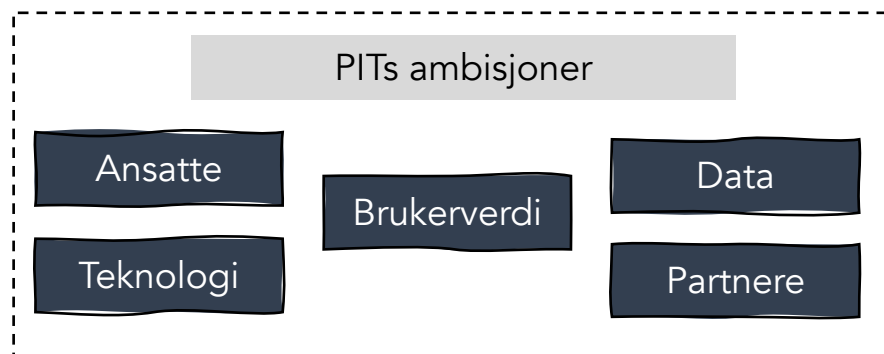 PITs ambisjoner
Ansatte
Teknologi
Brukerverdi
Data
Partnere